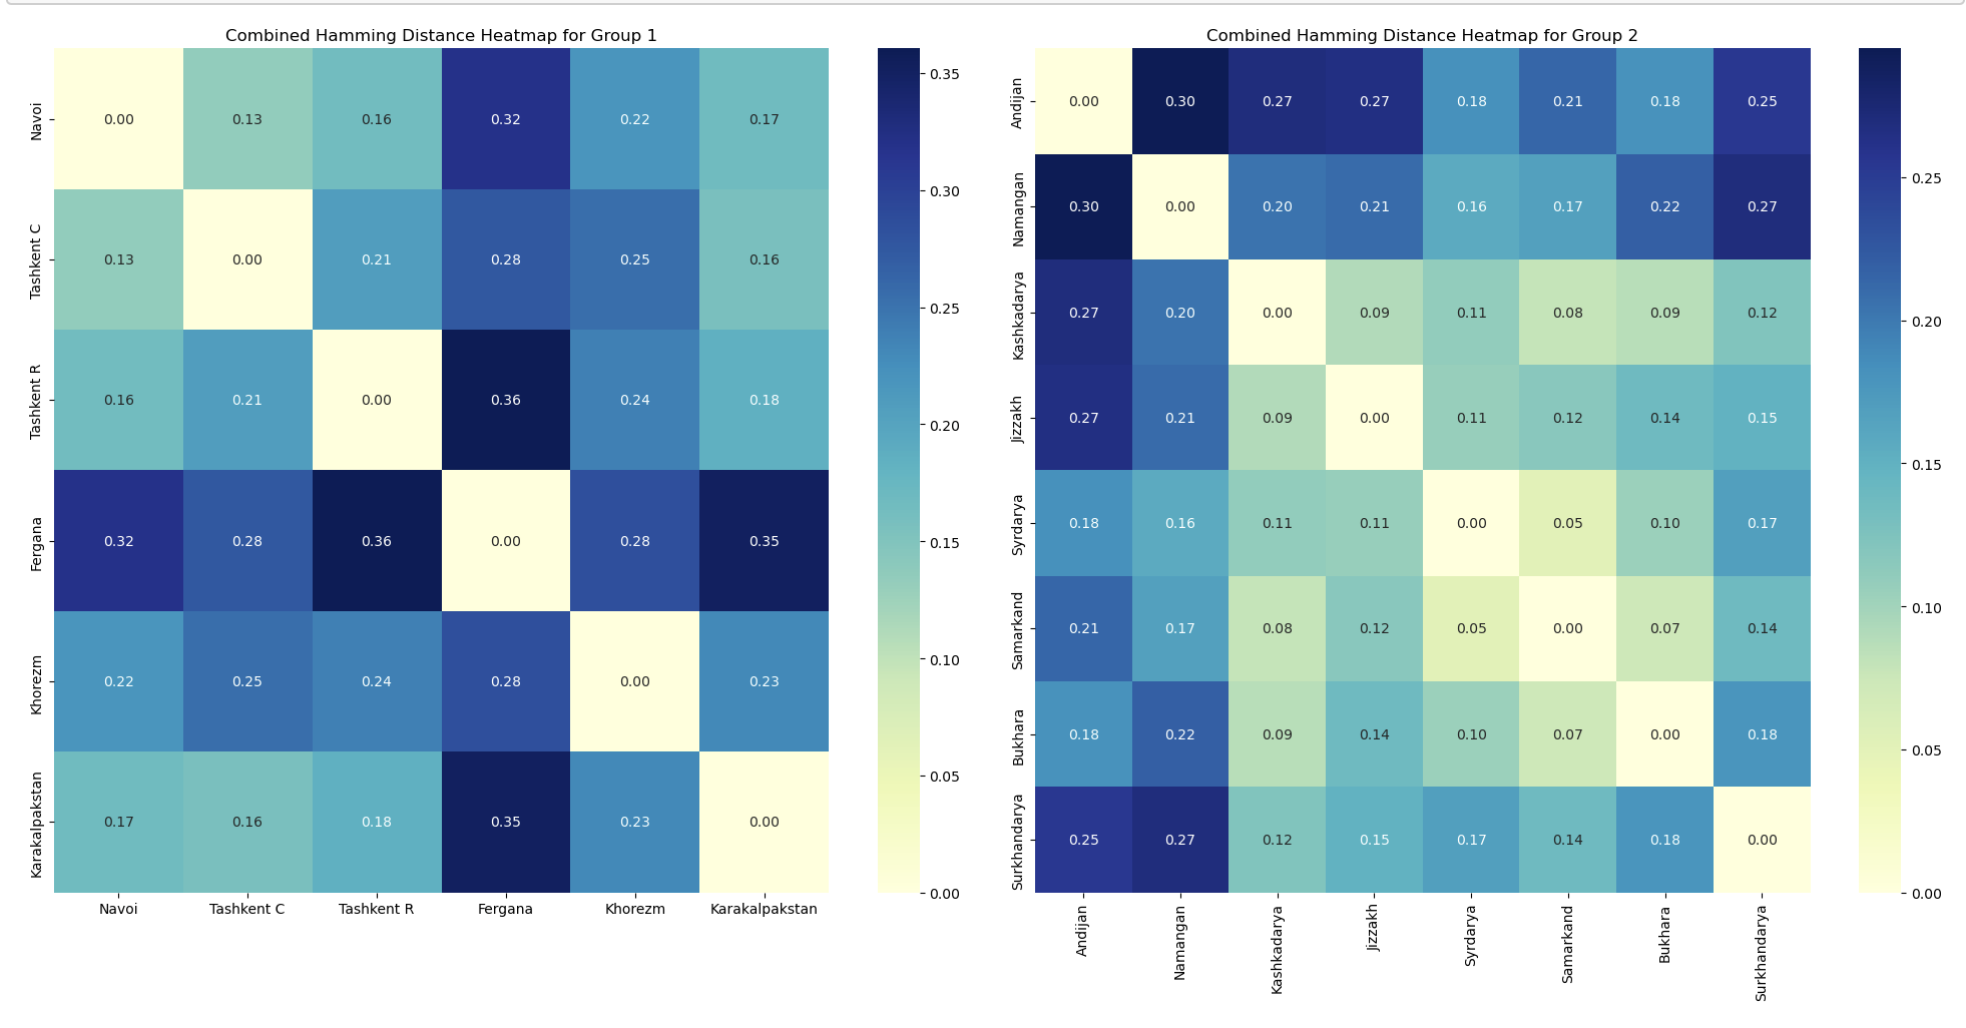 Combined Hamming Distance Heatmap for Group 1
Navoi 0.00 0.13 0.16 0.32 0.22 0.17
Tashkent C 0.13 0.00 0.21 0.28 0.25 0.16
Tashkent R 0.16 0.21 0.00 0.36 0.24 0.18
Fergana 0.32 0.28 0.36 0.00 0.28 0.35
Khorezm 0.22 0.25 0.24 0.28 0.00 0.23
Karakalpakstan 0.17 0.16 0.18 0.35 0.23 0.00
Navoi Tashkent C Tashkent R Fergana Khorezm Karakalpakstan
0.35
0.30
0.25
0.20
0.15
0.10
0.05
0.00
Combined Hamming Distance Heatmap for Group 2
Andijan 0.00 0.30 0.27 0.27 0.18 0.21 0.18 0.25
Namangan 0.30 0.00 0.20 0.21 0.16 0.17 0.22 0.27
Kashkadarya 0.27 0.20 0.00 0.09 0.11 0.08 0.09 0.12
Jizzakh 0.27 0.21 0.09 0.00 0.11 0.12 0.14 0.15
Syrdarya 0.18 0.16 0.11 0.11 0.00 0.05 0.10 0.17
Samarkand 0.21 0.17 0.08 0.12 0.05 0.00 0.07 0.14
Bukhara 0.18 0.22 0.09 0.14 0.10 0.07 0.00 0.18
Surkhandarya 0.25 0.27 0.12 0.15 0.17 0.14 0.18 0.00
Andijan Namangan Kashkadarya Jizzakh Syrdarya Samarkand Bukhara Surkhandarya
0.25
0.20
0.15
0.10
0.05
0.00